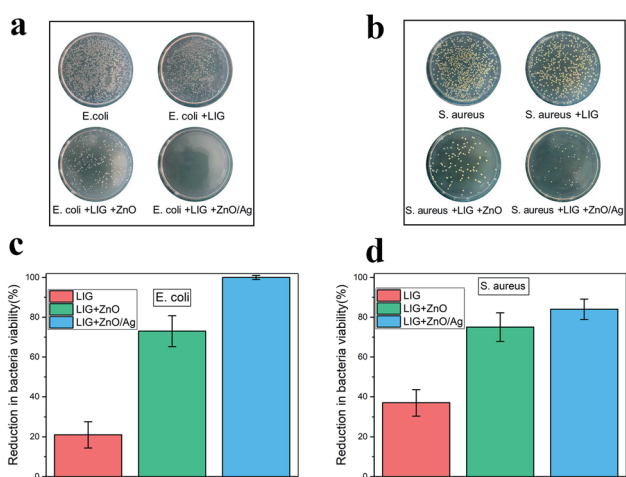 a
E.coli
E. coli +LIG
E. coli +LIG +ZnO
E. coli +LIG +ZnO/Ag
b
S. aureus
S. aureus +LIG
S. aureus +LIG +ZnO
S. aureus +LIG +ZnO/Ag
c
Reduction in bacteria viability(%)
100
80
60
40
20
0
LIG
LIG+ZnO
LIG+ZnO/Ag
E. coli
d
Reduction in bacteria viability(%)
100
80
60
40
20
0
LIG
LIG+ZnO
LIG+ZnO/Ag
S. aureus